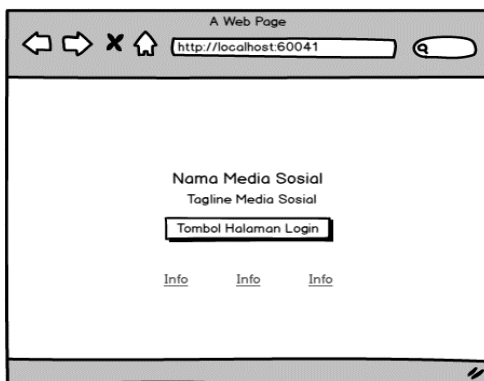 A Web Page
http://localhost:60041
Nama Media Sosial
Tagline Media Sosial
Tombol Halaman Login
Info Info Info